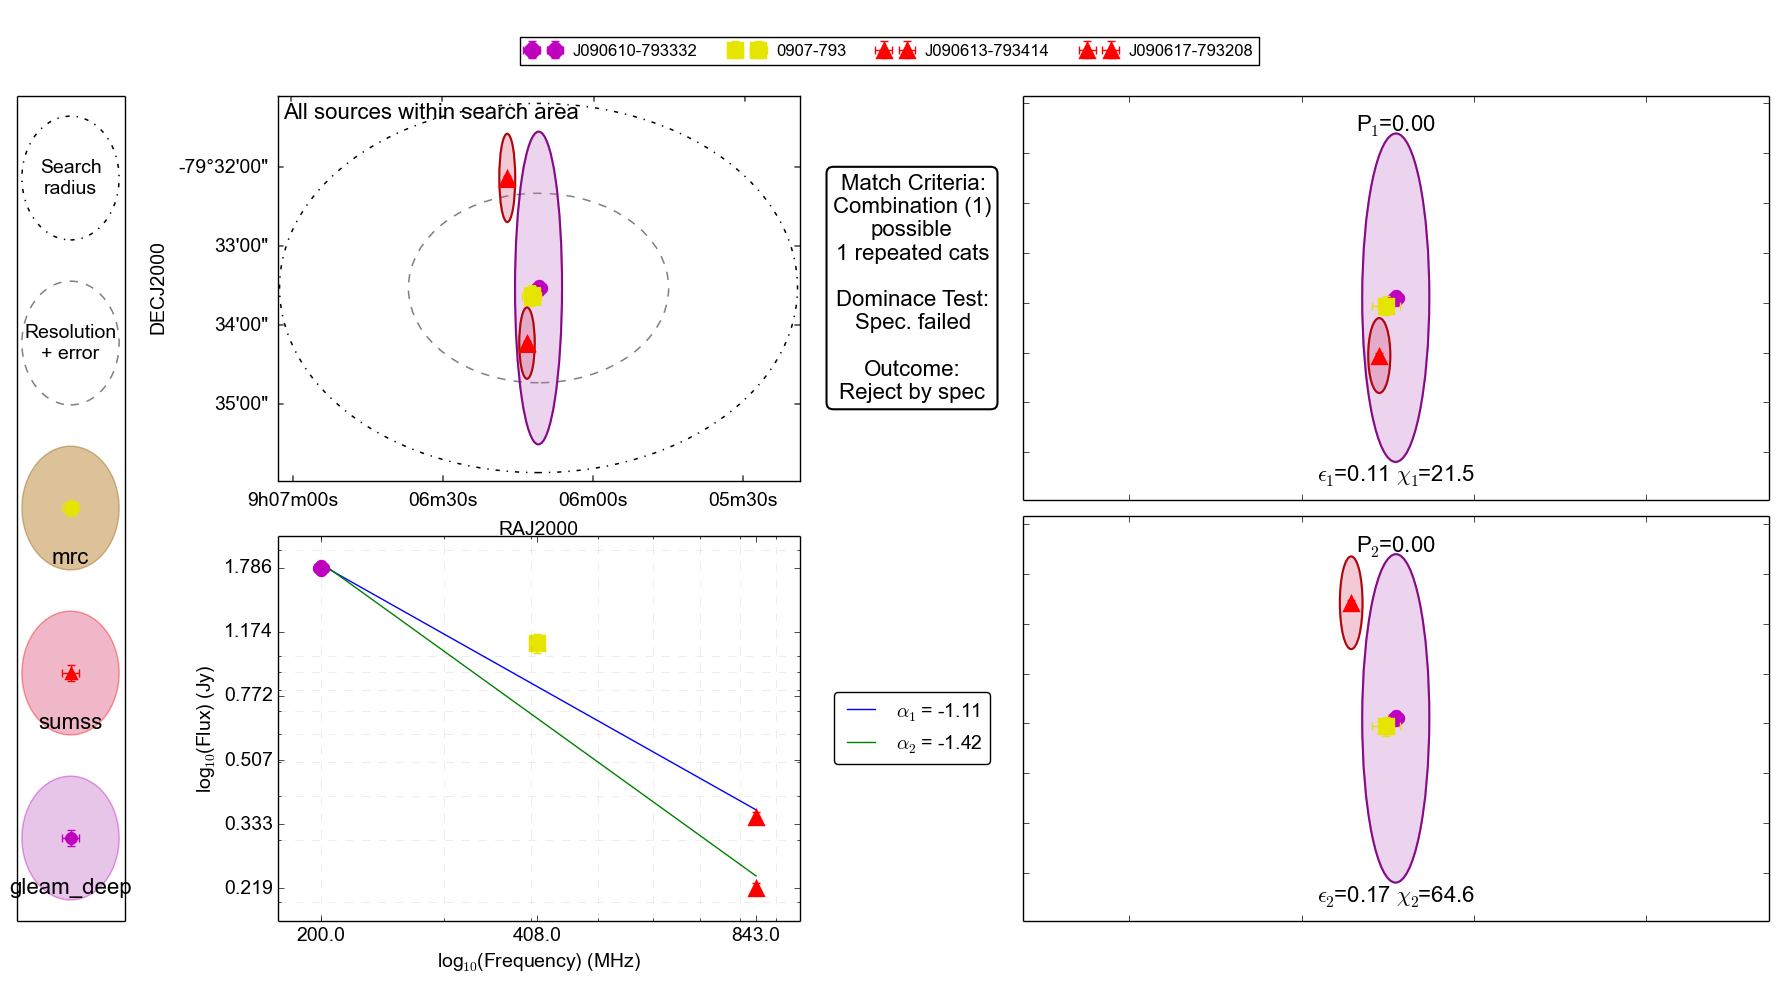 J090610-793332 0907-793 J090613-793414 J090617-793208
Search
radius
Resolution
+ error
mrc
sumss
gleam_deep
All sources within search area
DECJ2000
-79°32'00"
33'00"
34'00"
35'00"
9h07m00s 06m30s 06m00s 05m30s
RAJ2000
Match Criteria:
Combination (1)
possible
1 repeated cats
Dominace Test:
Spec. failed
Outcome:
Reject by spec
P₁=0.00
ϵ₁=0.11 χ₁=21.5
log₁₀(Flux) (Jy)
1.786
1.174
0.772
0.507
0.333
0.219
200.0 408.0 843.0
log₁₀(Frequency) (MHz)
α₁ = -1.11
α₂ = -1.42
P₂=0.00
ϵ₂=0.17 χ₂=64.6